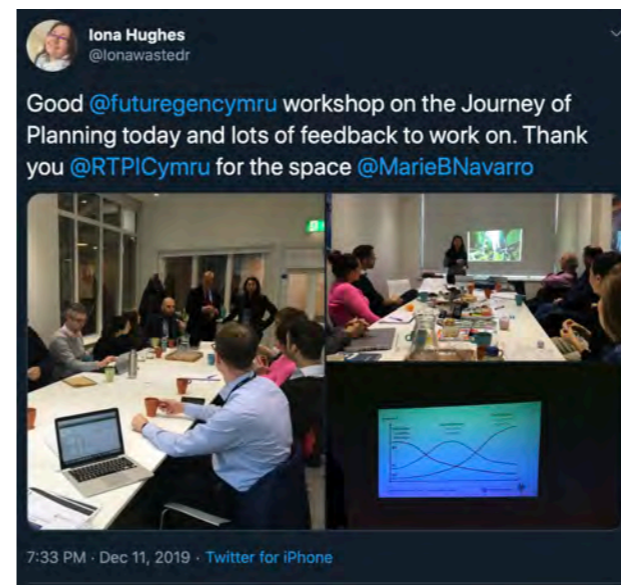 Iona Hughes
@Ionawastedr
Good @futuregencymru workshop on the Journey of
Planning today and lots of feedback to work on. Thank
you @RTPICymru for the space @MarieBNavarro
7:33 PM · Dec 11, 2019 · Twitter for iPhone